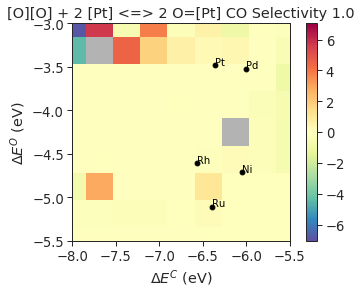 [O][O] + 2 [Pt] <=> 2 O=[Pt] CO Selectivity 1.0
−3.0
−3.5
−4.0
−4.5
−5.0
−5.5
ΔE^O (eV)
Pt
Pd
Rh
Ni
Ru
−8.0 −7.5 −7.0 −6.5 −6.0 −5.5
ΔE^C (eV)
6
4
2
0
−2
−4
−6